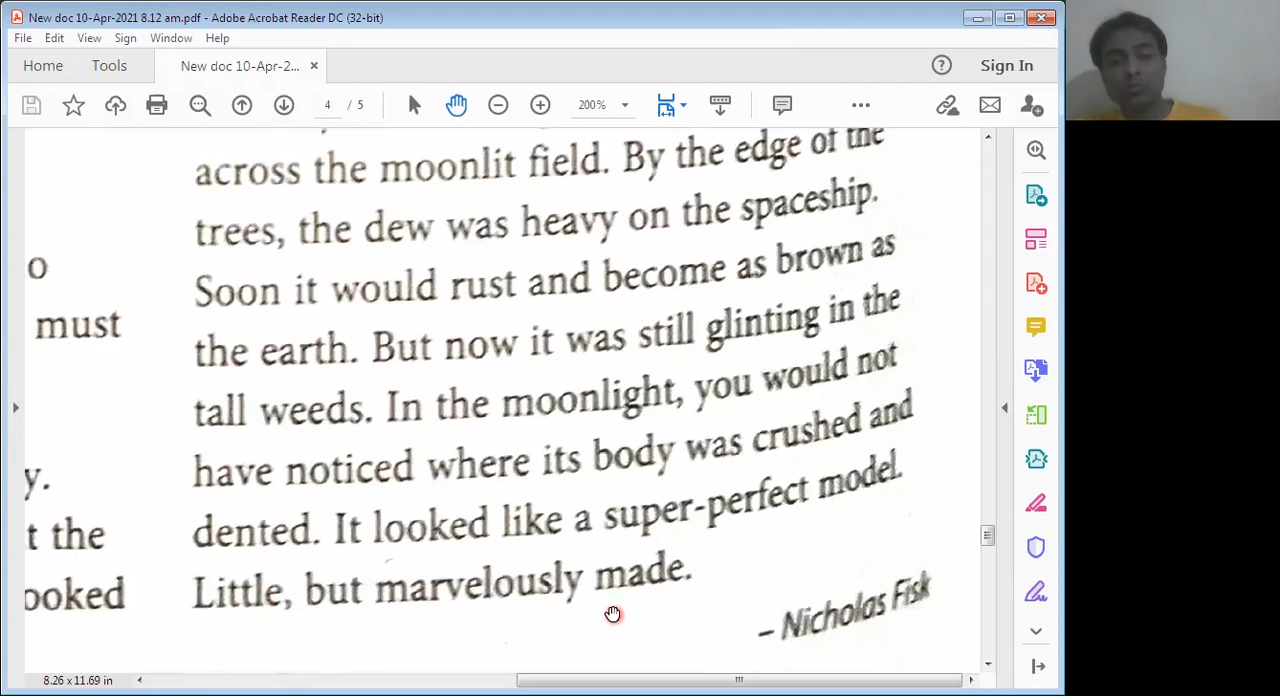 New doc 10-Apr-2021 8.12 am.pdf - Adobe Acrobat Reader DC (32-bit)
File Edit View Sign Window Help
Home Tools New doc 10-Apr-2... × Sign In
4 / 5 200%
across the moonlit field. By the edge of the
trees, the dew was heavy on the spaceship.
o Soon it would rust and become as brown as
must the earth. But now it was still glinting in the
tall weeds. In the moonlight, you would not
y. have noticed where its body was crushed and
t the dented. It looked like a super-perfect model.
ooked Little, but marvelously made.
– Nicholas Fisk
8.26 x 11.69 in